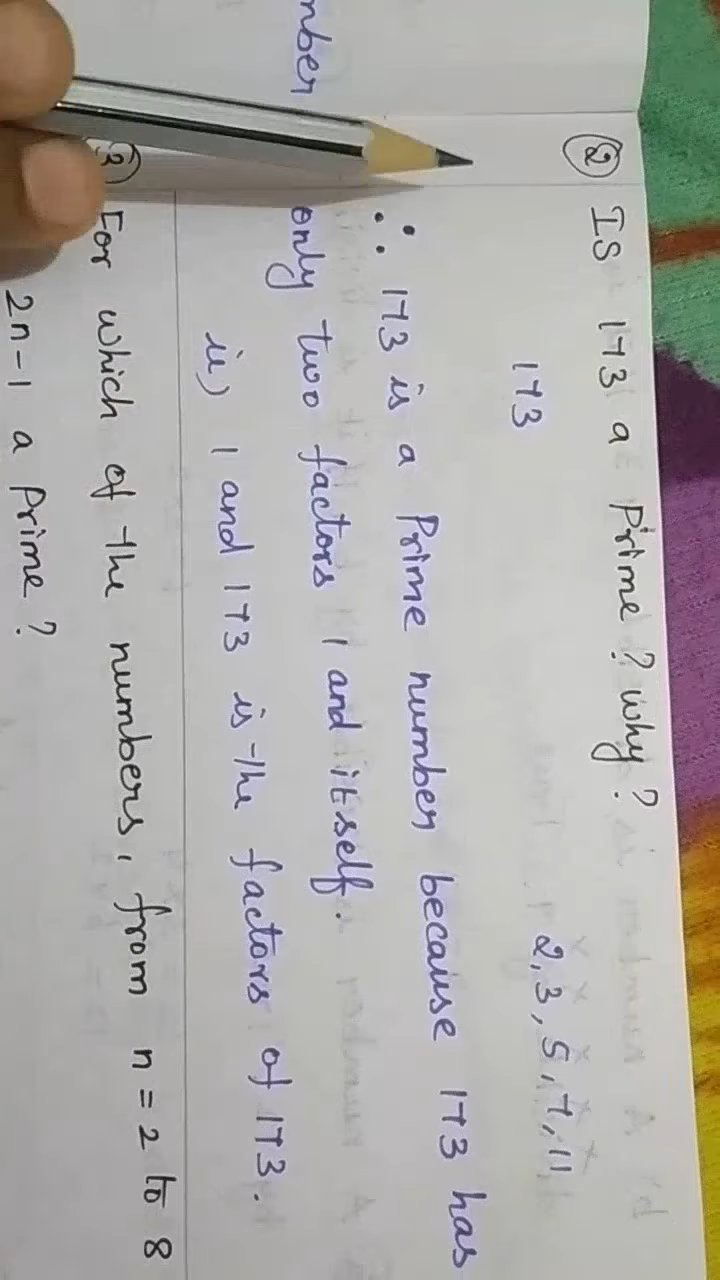 ② IS 173 a Prime? why?
173
2, 3, 5, 7, 11,
∴ 173 is a Prime number because 173 has
only two factors 1 and itself.
ii) 1 and 173 is the factors of 173.
③ For which of the numbers, from n = 2 to 8
2n-1 a Prime?